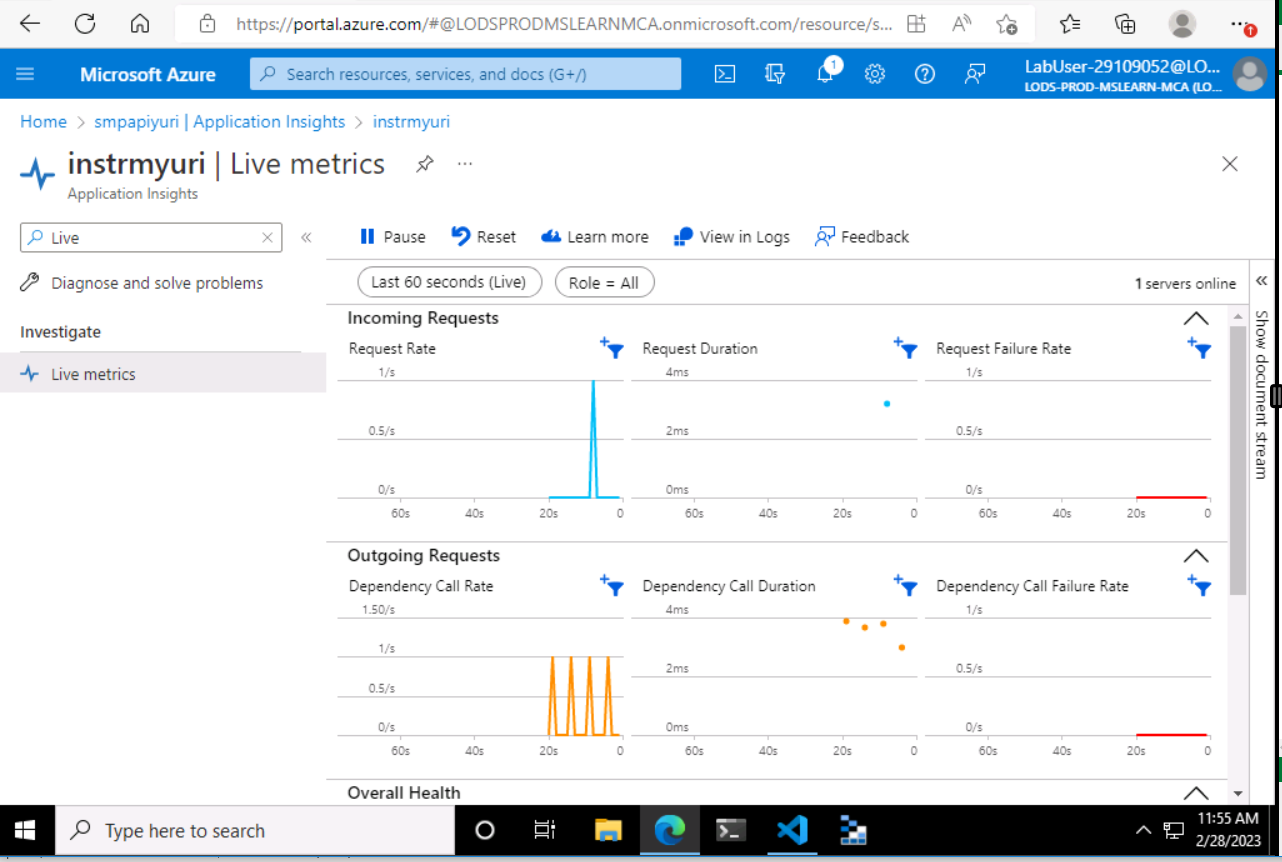 https://portal.azure.com/#@LODSPRODMSLEARNMCA.onmicrosoft.com/resource/s...
Microsoft Azure
Search resources, services, and docs (G+/)
1
LabUser-29109052@LO...
LODS-PROD-MSLEARN-MCA (LO...
Home > smpapiyuri | Application Insights > instrmyuri
instrmyuri | Live metrics
Application Insights
Live
Pause Reset Learn more View in Logs Feedback
Diagnose and solve problems
Investigate
Live metrics
Last 60 seconds (Live) Role = All 1 servers online
Show document stream
Incoming Requests
Request Rate
1/s
0.5/s
0/s
60s 40s 20s 0
Request Duration
4ms
2ms
0ms
60s 40s 20s 0
Request Failure Rate
1/s
0.5/s
0/s
60s 40s 20s 0
Outgoing Requests
Dependency Call Rate
1.50/s
1/s
0.5/s
0/s
60s 40s 20s 0
Dependency Call Duration
4ms
2ms
0ms
60s 40s 20s 0
Dependency Call Failure Rate
1/s
0.5/s
0/s
60s 40s 20s 0
Overall Health
Type here to search
11:55 AM
2/28/2023